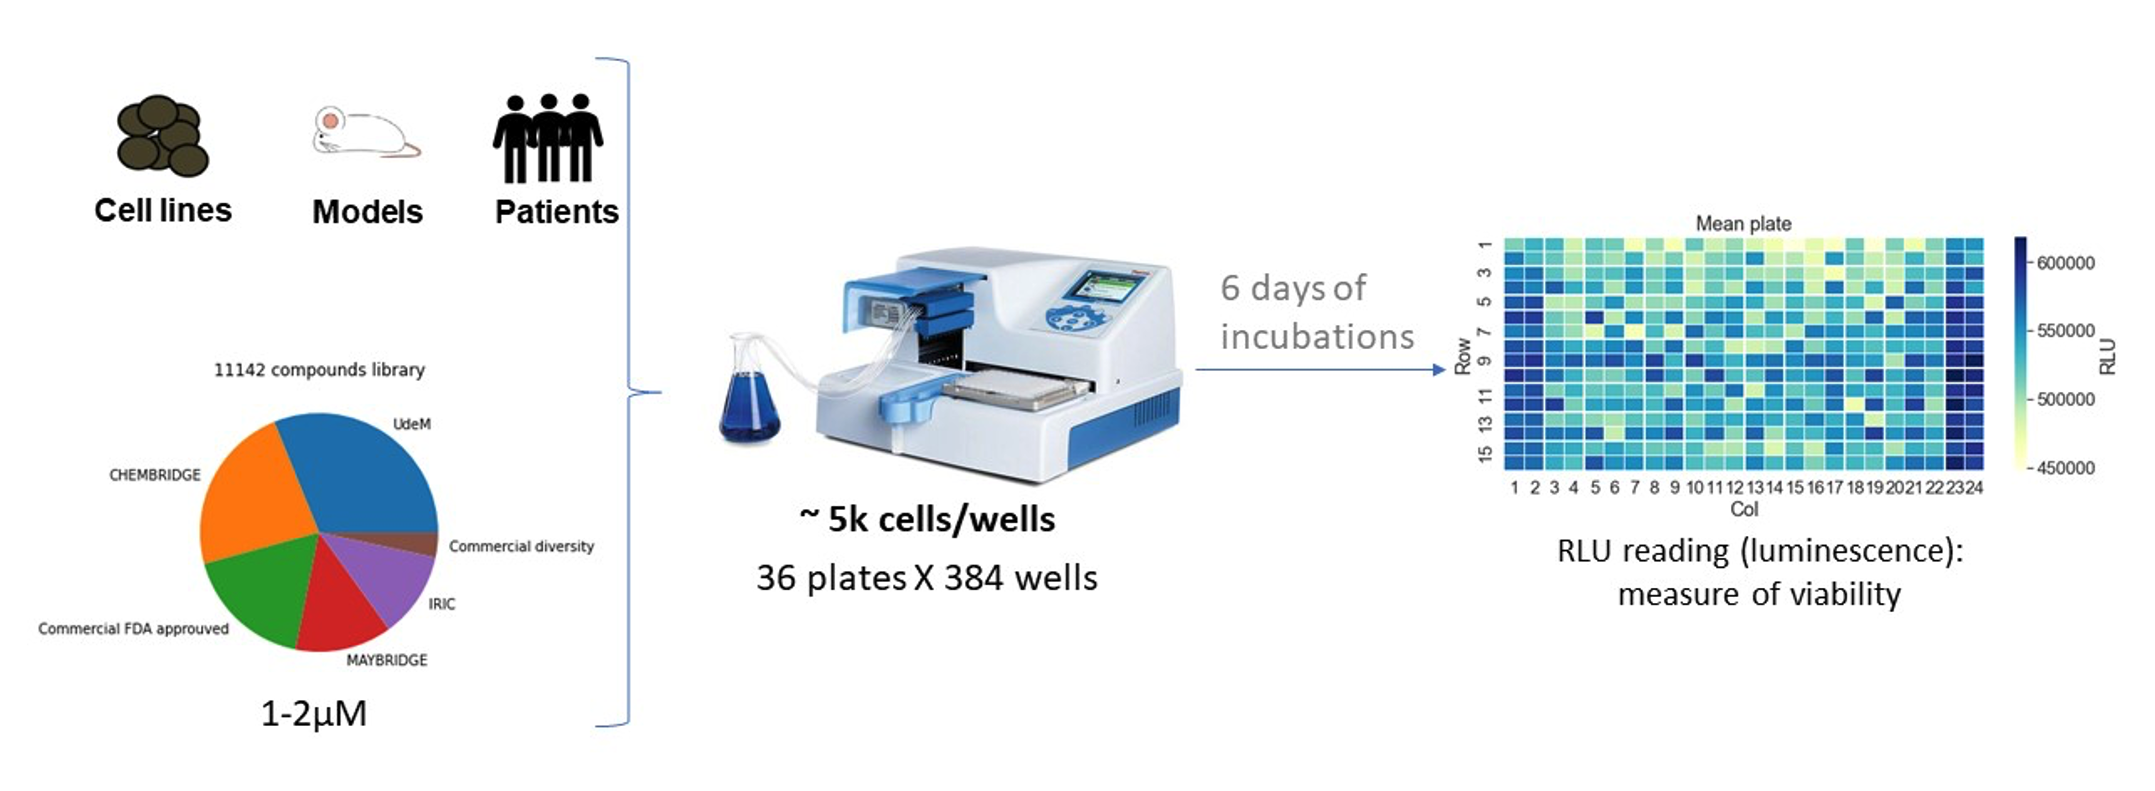 Cell lines
Models
Patients
11142 compounds library
UdeM
CHEMBRIDGE
Commercial diversity
IRIC
Commercial FDA approuved
MAYBRIDGE
1-2µM
~ 5k cells/wells
36 plates X 384 wells
6 days of
incubations
Mean plate
Row
1
3
5
7
9
11
13
15
1 2 3 4 5 6 7 8 9 10 11 12 13 14 15 16 17 18 19 20 21 22 23 24
Col
600000
550000
500000
450000
RLU
RLU reading (luminescence):
measure of viability